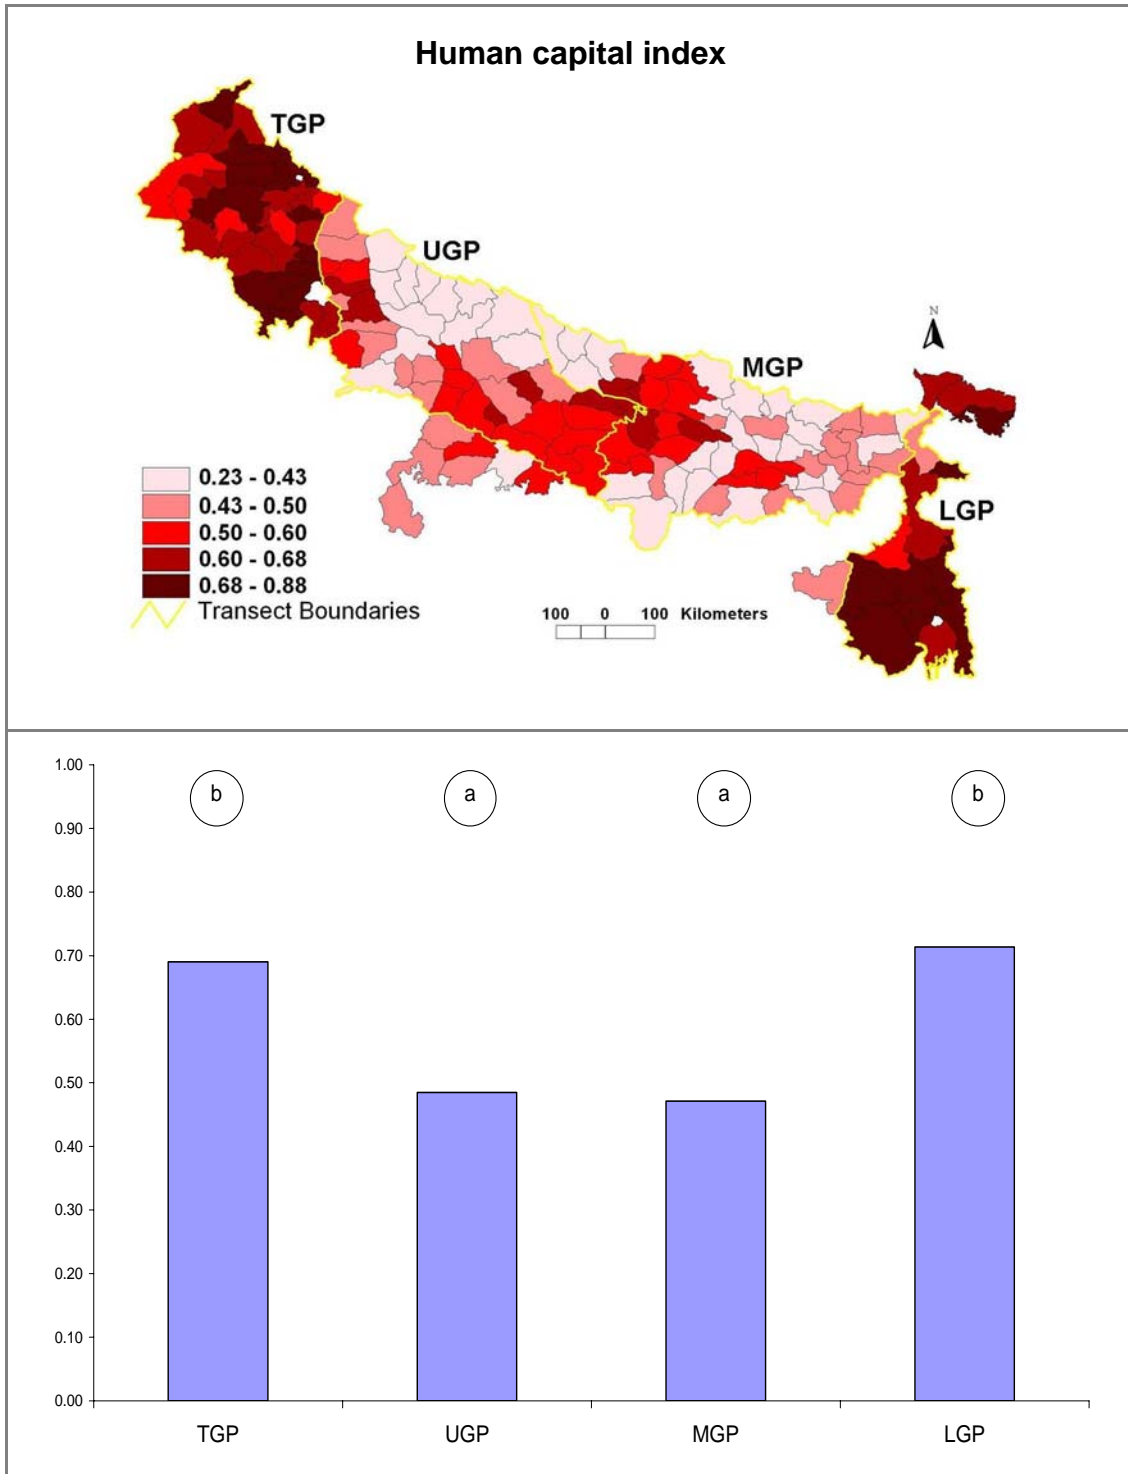 Human capital index
TGP
UGP
N
MGP
LGP
0.23 - 0.43
0.43 - 0.50
0.50 - 0.60
0.60 - 0.68
0.68 - 0.88
Transect Boundaries
100 0 100 Kilometers
b a a b
1.00
0.90
0.80
0.70
0.60
0.50
0.40
0.30
0.20
0.10
0.00
TGP UGP MGP LGP